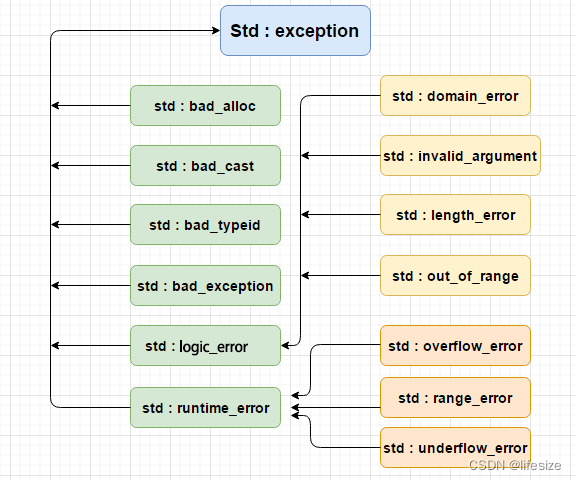 Std : exception
std : bad_alloc
std : bad_cast
std : bad_typeid
std : bad_exception
std : logic_error
std : runtime_error
std : domain_error
std : invalid_argument
std : length_error
std : out_of_range
std : overflow_error
std : range_error
std : underflow_error
CSDN @lifesize